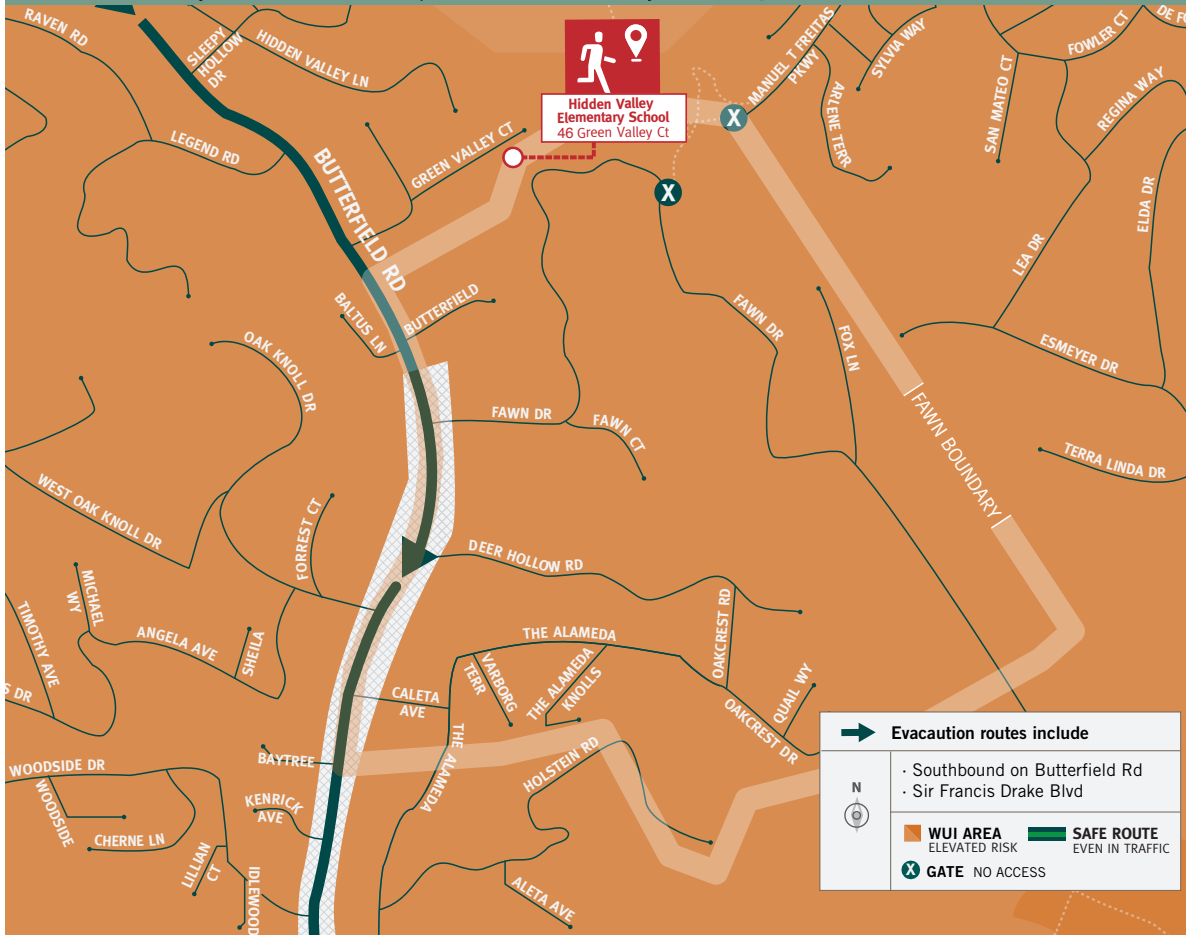 RAVEN RD
SLEEPY
HOLLOW
DR
HIDDEN VALLEY LN
LEGEND RD
BUTTERFIELD RD
GREEN VALLEY CT
Hidden Valley
Elementary School
46 Green Valley Ct
X
X
MANUEL T FREITAS
PKWY
SYLVIA WAY
ARLENE TERR
SAN MATEO CT
FOWLER CT
DE FO
REGINA WAY
ELDA DR
LEA DR
ESMEYER DR
TERRA LINDA DR
BALTUS LN
BUTTERFIELD
OAK KNOLL DR
FAWN DR
FOX LN
FAWN BOUNDARY
FAWN DR
FAWN CT
WEST OAK KNOLL DR
FORREST CT
DEER HOLLOW RD
MICHAEL
WY
TIMOTHY AVE
ANGELA AVE
SHEILA
S DR
THE ALAMEDA
OAKCREST RD
VARBORG
TERR
THE ALAMEDA
KNOLLS
QUAIL WY
OAKCREST DR
CALETA
AVE
THE
ALAMEDA
HOLSTEIN RD
BAYTREE
WOODSIDE DR
WOODSIDE
KENRICK
AVE
CHERNE LN
LILLIAN
CT
IDLEWOOD
ALETA AVE
Evacaution routes include
N
· Southbound on Butterfield Rd
· Sir Francis Drake Blvd
WUI AREA
ELEVATED RISK
SAFE ROUTE
EVEN IN TRAFFIC
X GATE NO ACCESS